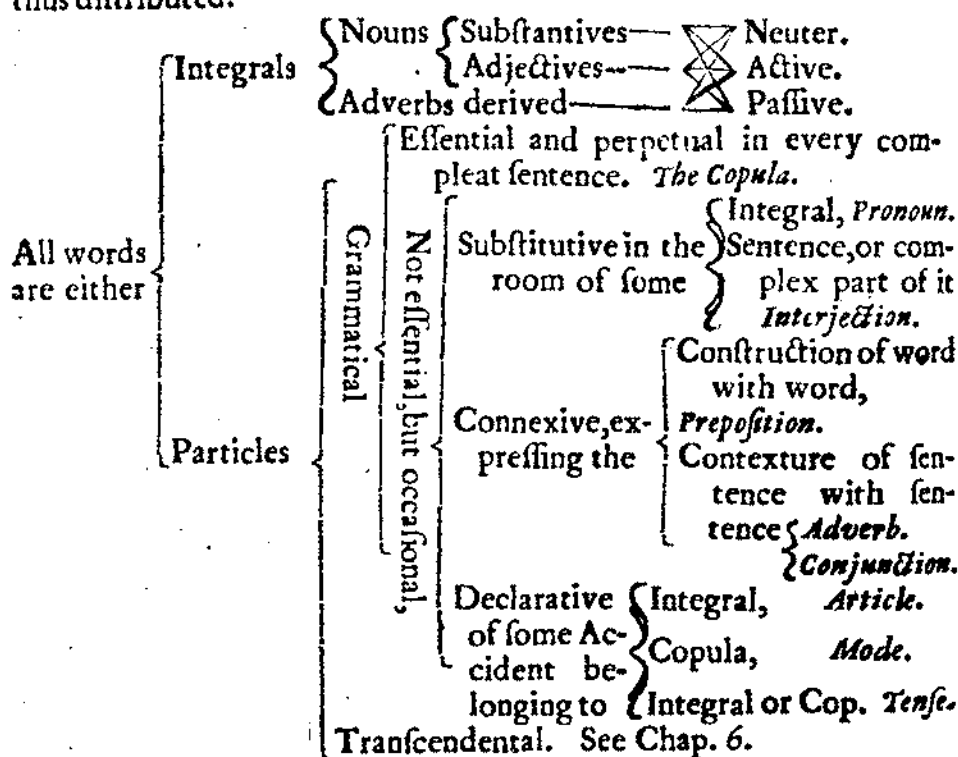 thus distributed.
Nouns Subſtantives— Neuter.
Integrals Adjectives--— Active.
Adverbs derived—— Paſſive.
Eſſential and perpetual in every com-
pleat ſentence. The Copula.
All words
are either
Grammatical
Not eſſential, but occaſional,
Subſtitutive in the
room of ſome
Integral, Pronoun.
Sentence, or com-
plex part of it
Interjection.
Connexive, ex-
preſſing the
Conſtruction of word
with word,
Prepoſition.
Contexture of ſen-
tence with ſen-
tence Adverb.
Conjunction.
Particles
Declarative
of ſome Ac-
cident be-
longing to
Integral, Article.
Copula, Mode.
Integral or Cop. Tenſe.
Tranſcendental. See Chap. 6.